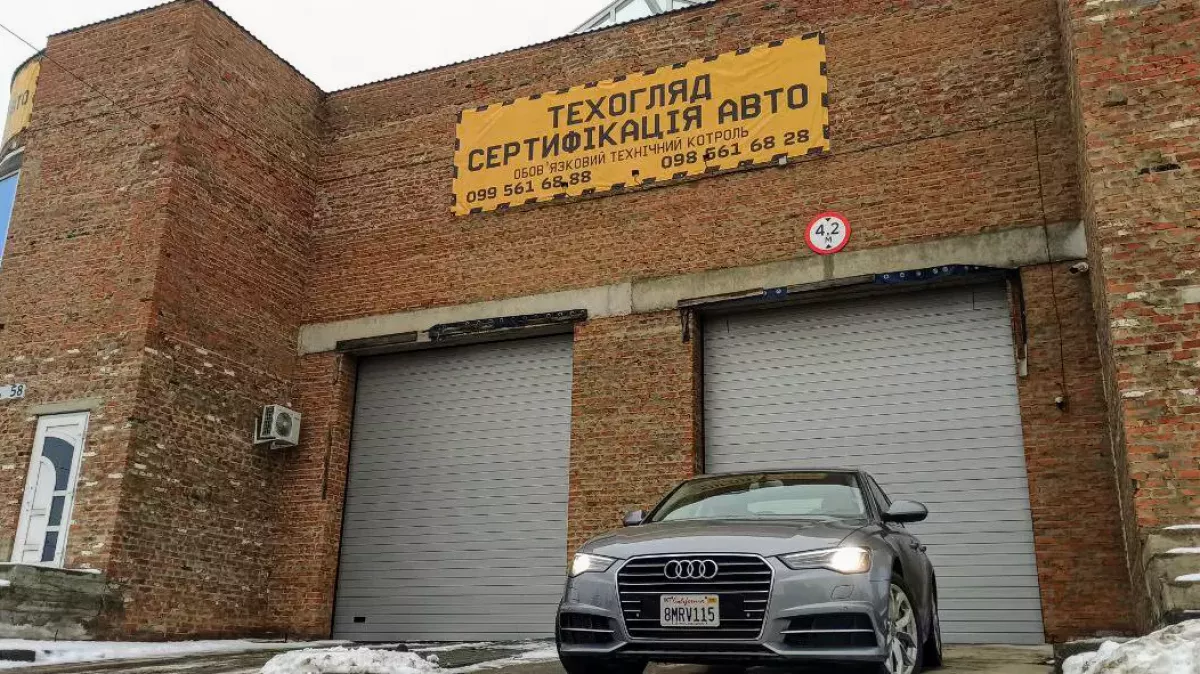 ТЕХОГЛЯД
СЕРТИФІКАЦІЯ АВТО
ОБОВ'ЯЗКОВИЙ ТЕХНІЧНИЙ КОТРОЛЬ
099 561 68 88
098 561 68 28
4,2
М
58
California
8MRV115